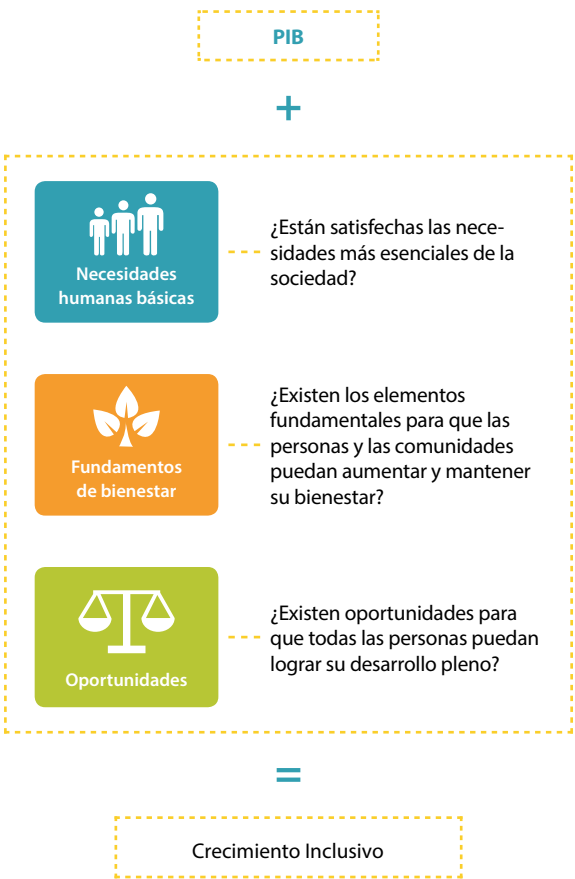 PIB
+
Necesidades
humanas básicas
¿Están satisfechas las nece-
sidades más esenciales de la
sociedad?
Fundamentos
de bienestar
¿Existen los elementos
fundamentales para que las
personas y las comunidades
puedan aumentar y mantener
su bienestar?
Oportunidades
¿Existen oportunidades para
que todas las personas puedan
lograr su desarrollo pleno?
=
Crecimiento Inclusivo